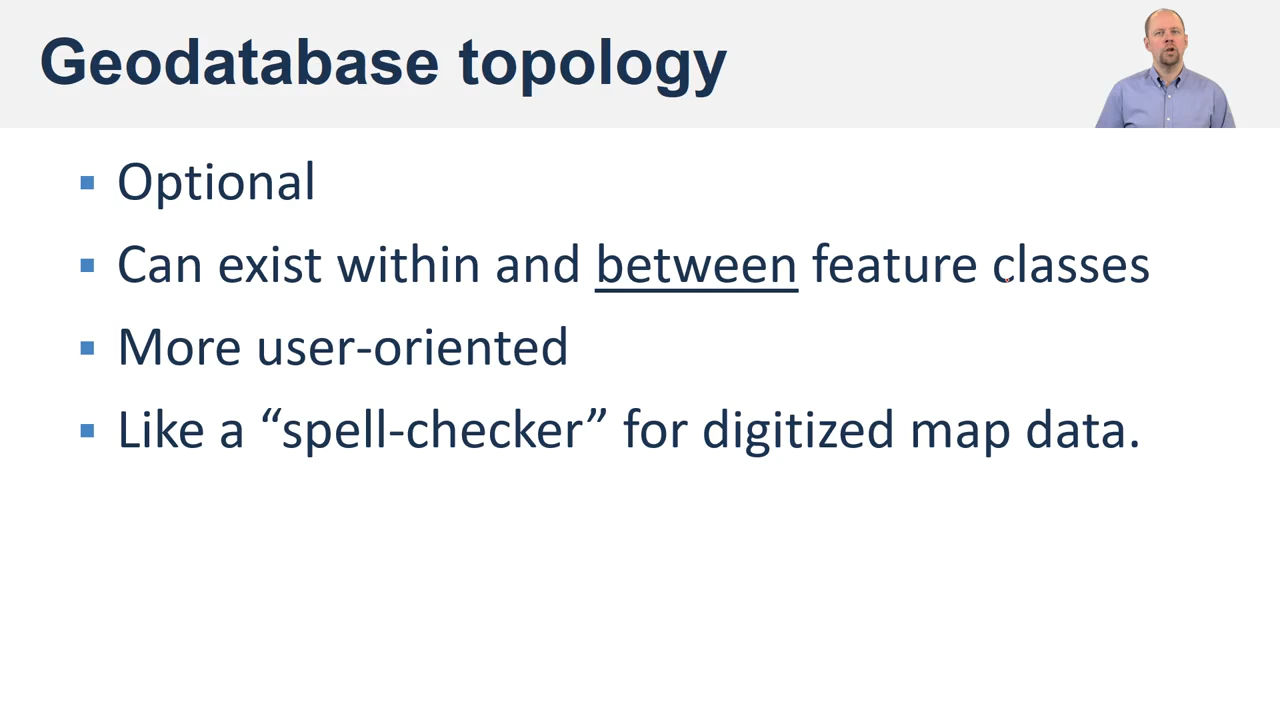 Geodatabase topology
▪ Optional
▪ Can exist within and between feature classes
▪ More user-oriented
▪ Like a “spell-checker” for digitized map data.